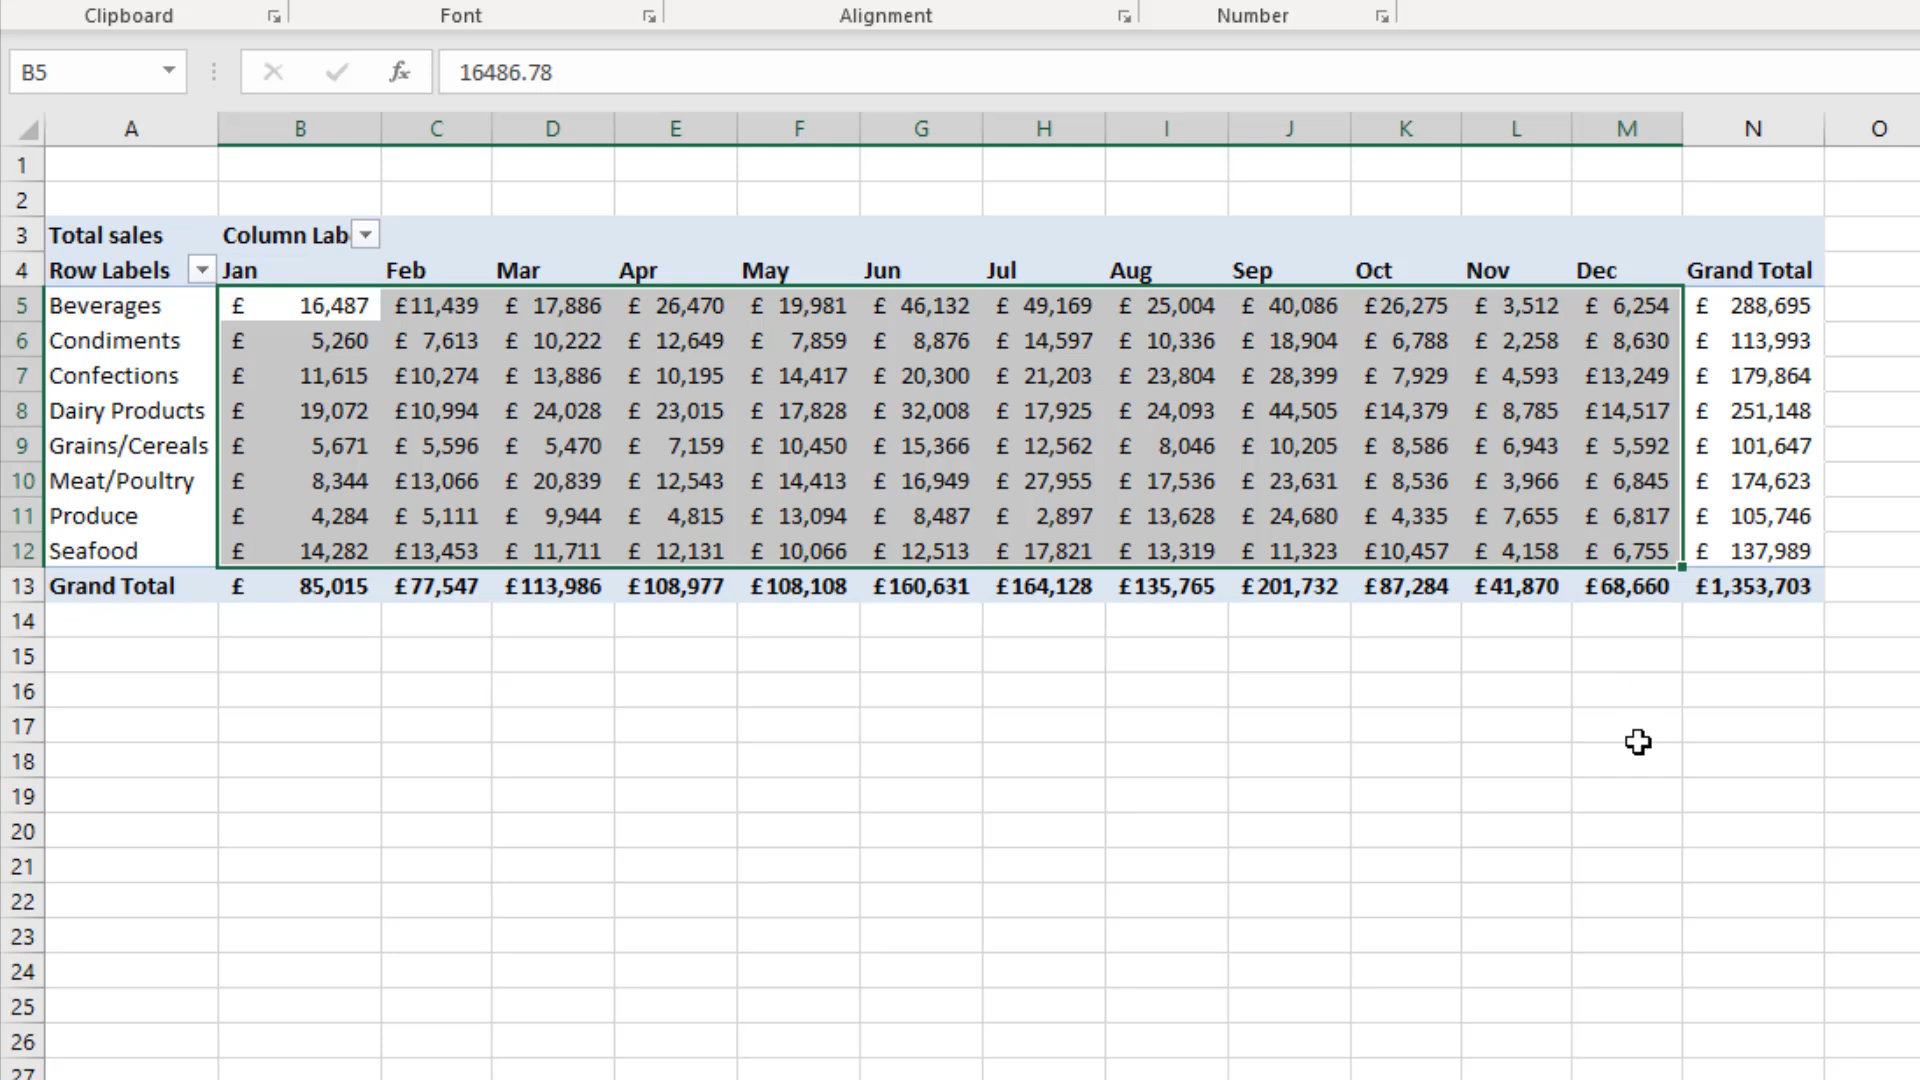 Clipboard Font Alignment Number
B5 fx 16486.78
A B C D E F G H I J K L M N O
1
2
3 Total sales Column Lab
4 Row Labels Jan Feb Mar Apr May Jun Jul Aug Sep Oct Nov Dec Grand Total
5 Beverages £ 16,487 £11,439 £ 17,886 £ 26,470 £ 19,981 £ 46,132 £ 49,169 £ 25,004 £ 40,086 £26,275 £ 3,512 £ 6,254 £ 288,695
6 Condiments £ 5,260 £ 7,613 £ 10,222 £ 12,649 £ 7,859 £ 8,876 £ 14,597 £ 10,336 £ 18,904 £ 6,788 £ 2,258 £ 8,630 £ 113,993
7 Confections £ 11,615 £10,274 £ 13,886 £ 10,195 £ 14,417 £ 20,300 £ 21,203 £ 23,804 £ 28,399 £ 7,929 £ 4,593 £13,249 £ 179,864
8 Dairy Products £ 19,072 £10,994 £ 24,028 £ 23,015 £ 17,828 £ 32,008 £ 17,925 £ 24,093 £ 44,505 £14,379 £ 8,785 £14,517 £ 251,148
9 Grains/Cereals £ 5,671 £ 5,596 £ 5,470 £ 7,159 £ 10,450 £ 15,366 £ 12,562 £ 8,046 £ 10,205 £ 8,586 £ 6,943 £ 5,592 £ 101,647
10 Meat/Poultry £ 8,344 £13,066 £ 20,839 £ 12,543 £ 14,413 £ 16,949 £ 27,955 £ 17,536 £ 23,631 £ 8,536 £ 3,966 £ 6,845 £ 174,623
11 Produce £ 4,284 £ 5,111 £ 9,944 £ 4,815 £ 13,094 £ 8,487 £ 2,897 £ 13,628 £ 24,680 £ 4,335 £ 7,655 £ 6,817 £ 105,746
12 Seafood £ 14,282 £13,453 £ 11,711 £ 12,131 £ 10,066 £ 12,513 £ 17,821 £ 13,319 £ 11,323 £10,457 £ 4,158 £ 6,755 £ 137,989
13 Grand Total £ 85,015 £77,547 £113,986 £108,977 £108,108 £160,631 £164,128 £135,765 £201,732 £87,284 £41,870 £68,660 £1,353,703
14
15
16
17
18
19
20
21
22
23
24
25
26
27